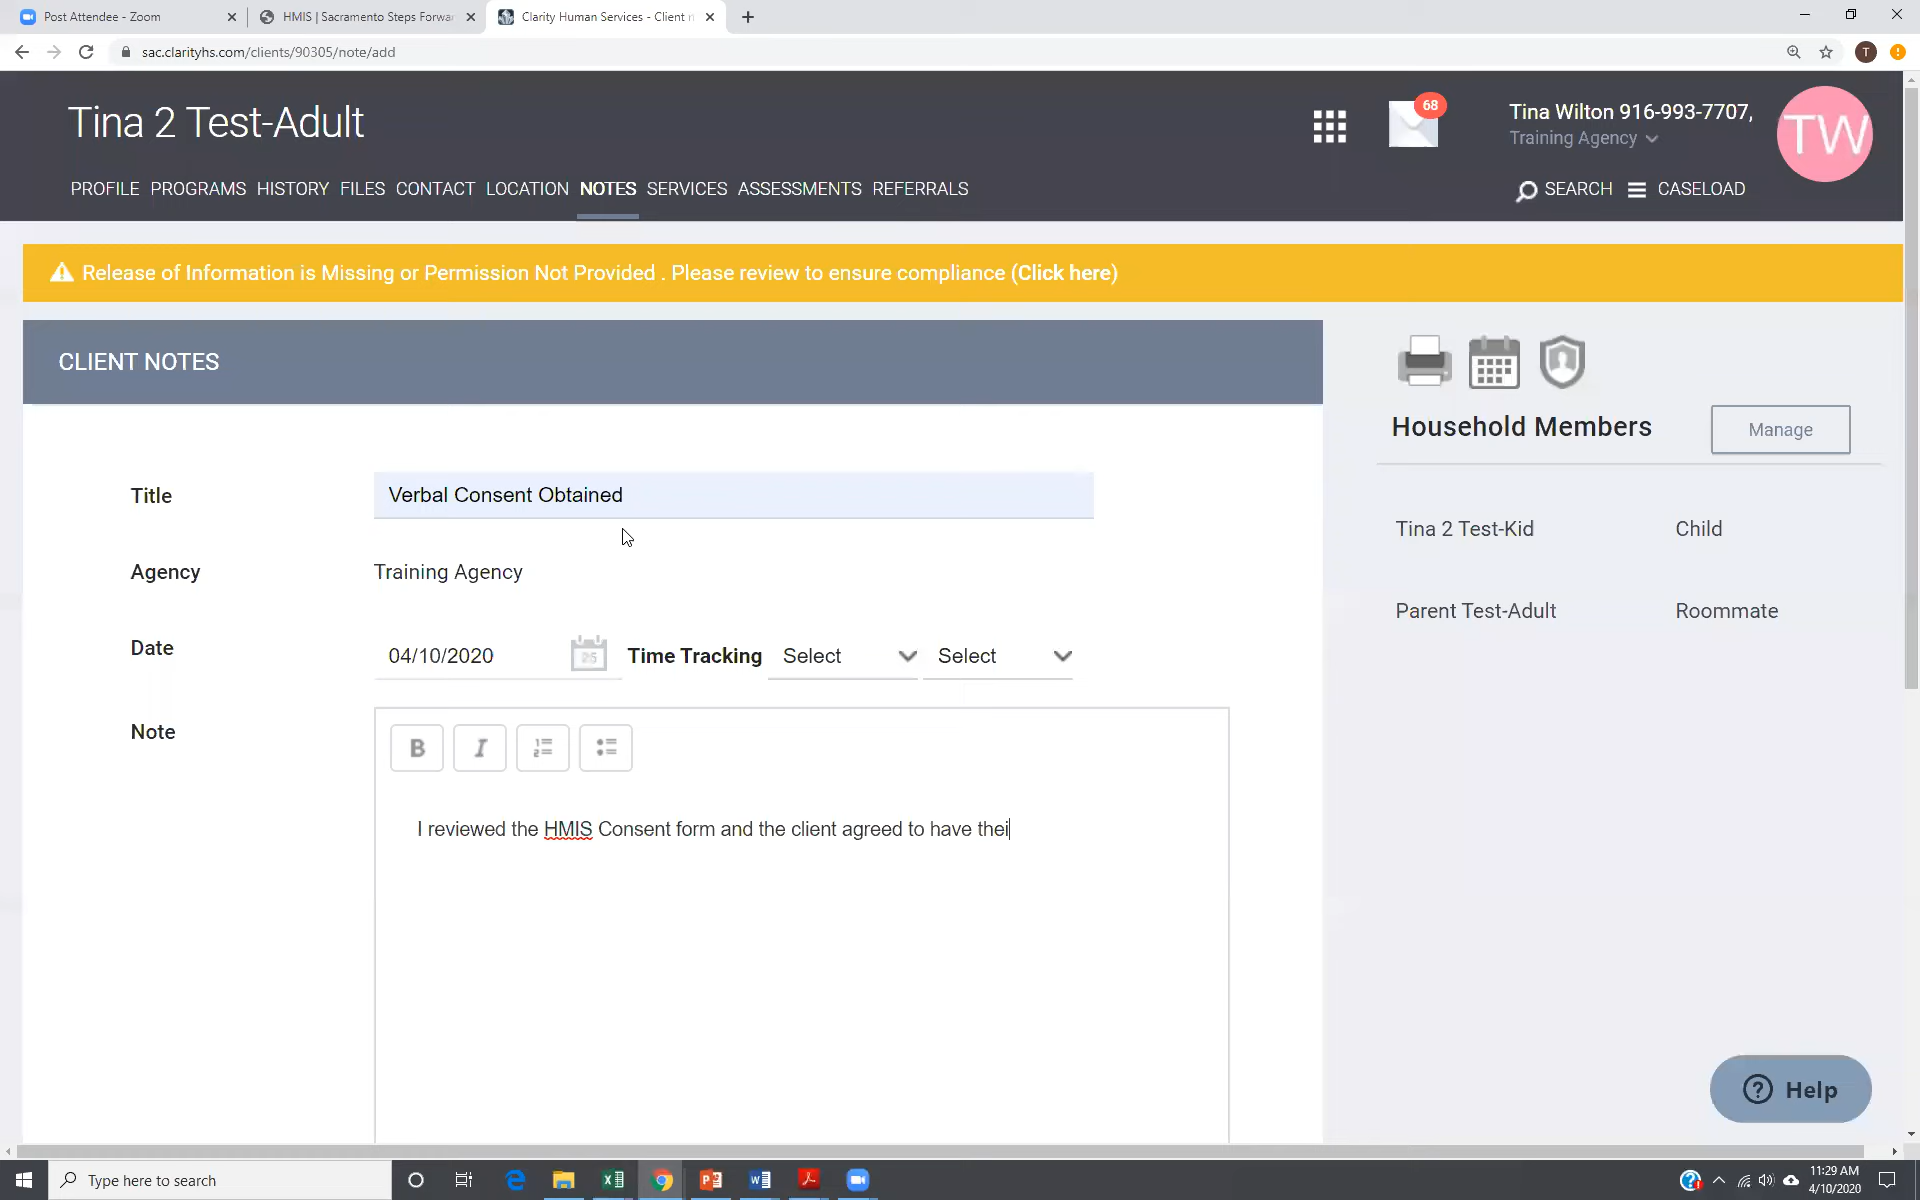 Post Attendee - Zoom
HMIS | Sacramento Steps Forwar
Clarity Human Services - Client n
sac.clarityhs.com/clients/90305/note/add
T
Tina 2 Test-Adult
68
Tina Wilton 916-993-7707,
Training Agency
TW
PROFILE PROGRAMS HISTORY FILES CONTACT LOCATION NOTES SERVICES ASSESSMENTS REFERRALS
SEARCH CASELOAD
Release of Information is Missing or Permission Not Provided . Please review to ensure compliance (Click here)
CLIENT NOTES
Household Members
Manage
Title
Verbal Consent Obtained
Tina 2 Test-Kid Child
Agency
Training Agency
Parent Test-Adult Roommate
Date
04/10/2020
25
Time Tracking Select Select
Note
B I
I reviewed the HMIS Consent form and the client agreed to have thei
Help
Type here to search
11:29 AM
4/10/2020